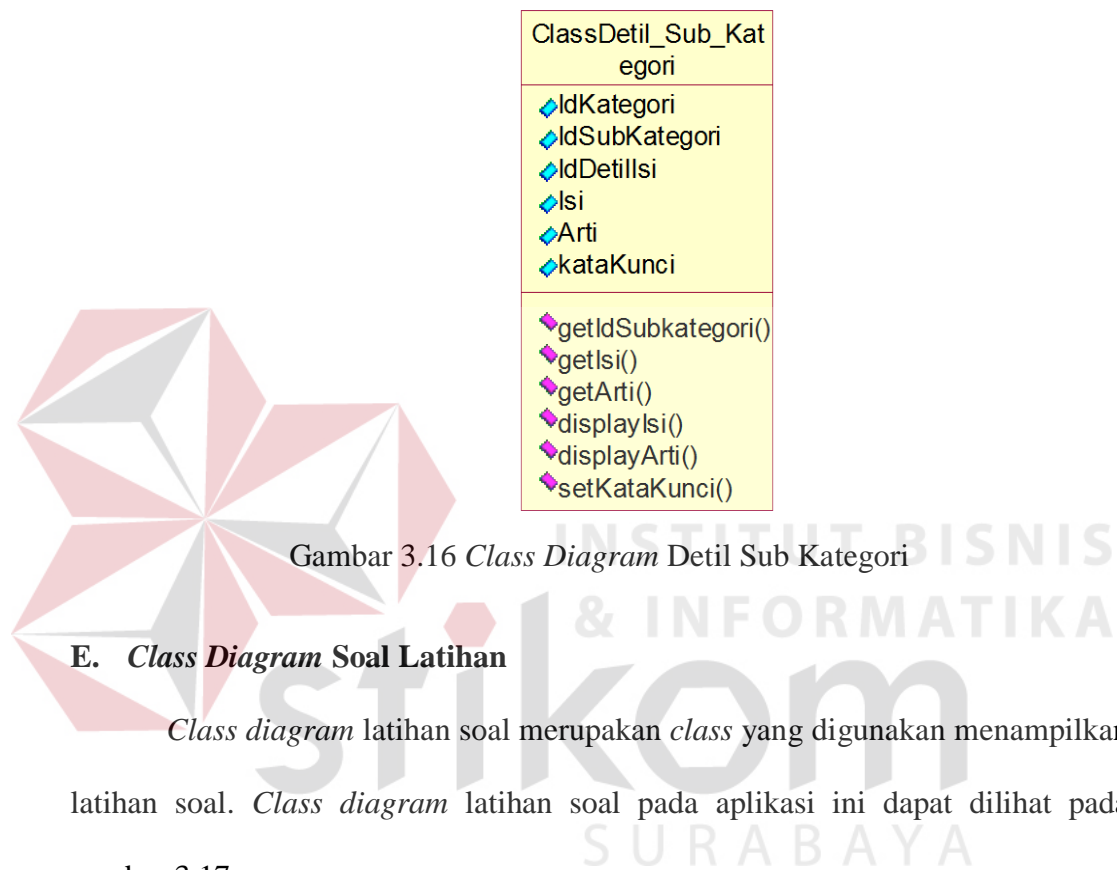 ClassDetil_Sub_Kat
egori
IdKategori
IdSubKategori
IdDetilIsi
Isi
Arti
kataKunci
getIdSubkategori()
getIsi()
getArti()
displayIsi()
displayArti()
setKataKunci()
Gambar 3.16 Class Diagram Detil Sub Kategori
INSTITUT BISNIS
& INFORMATIKA
stikom
SURABAYA
E. Class Diagram Soal Latihan
Class diagram latihan soal merupakan class yang digunakan menampilkan
latihan soal. Class diagram latihan soal pada aplikasi ini dapat dilihat pada
3.17